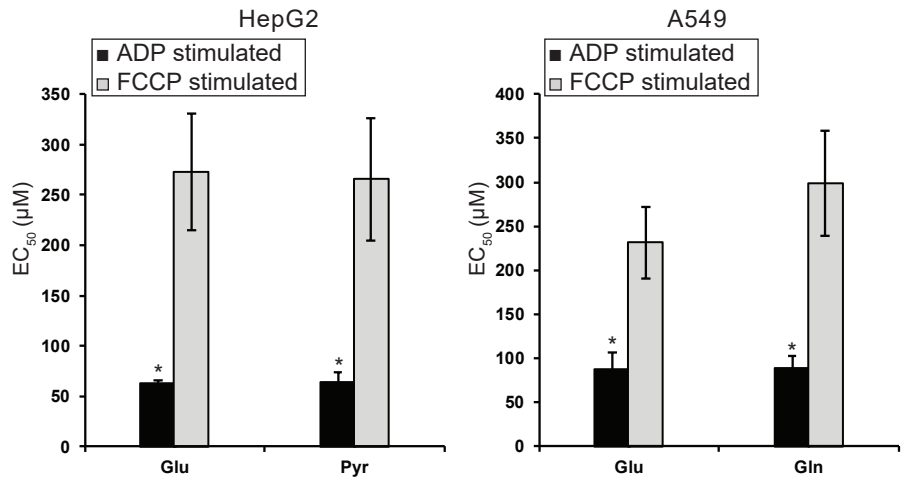 HepG2
■ ADP stimulated
■ FCCP stimulated
EC50 (µM)
350
300
250
200
150
100
50
0
*
*
Glu Pyr
A549
■ ADP stimulated
■ FCCP stimulated
EC50 (µM)
400
350
300
250
200
150
100
50
0
*
*
Glu Gln